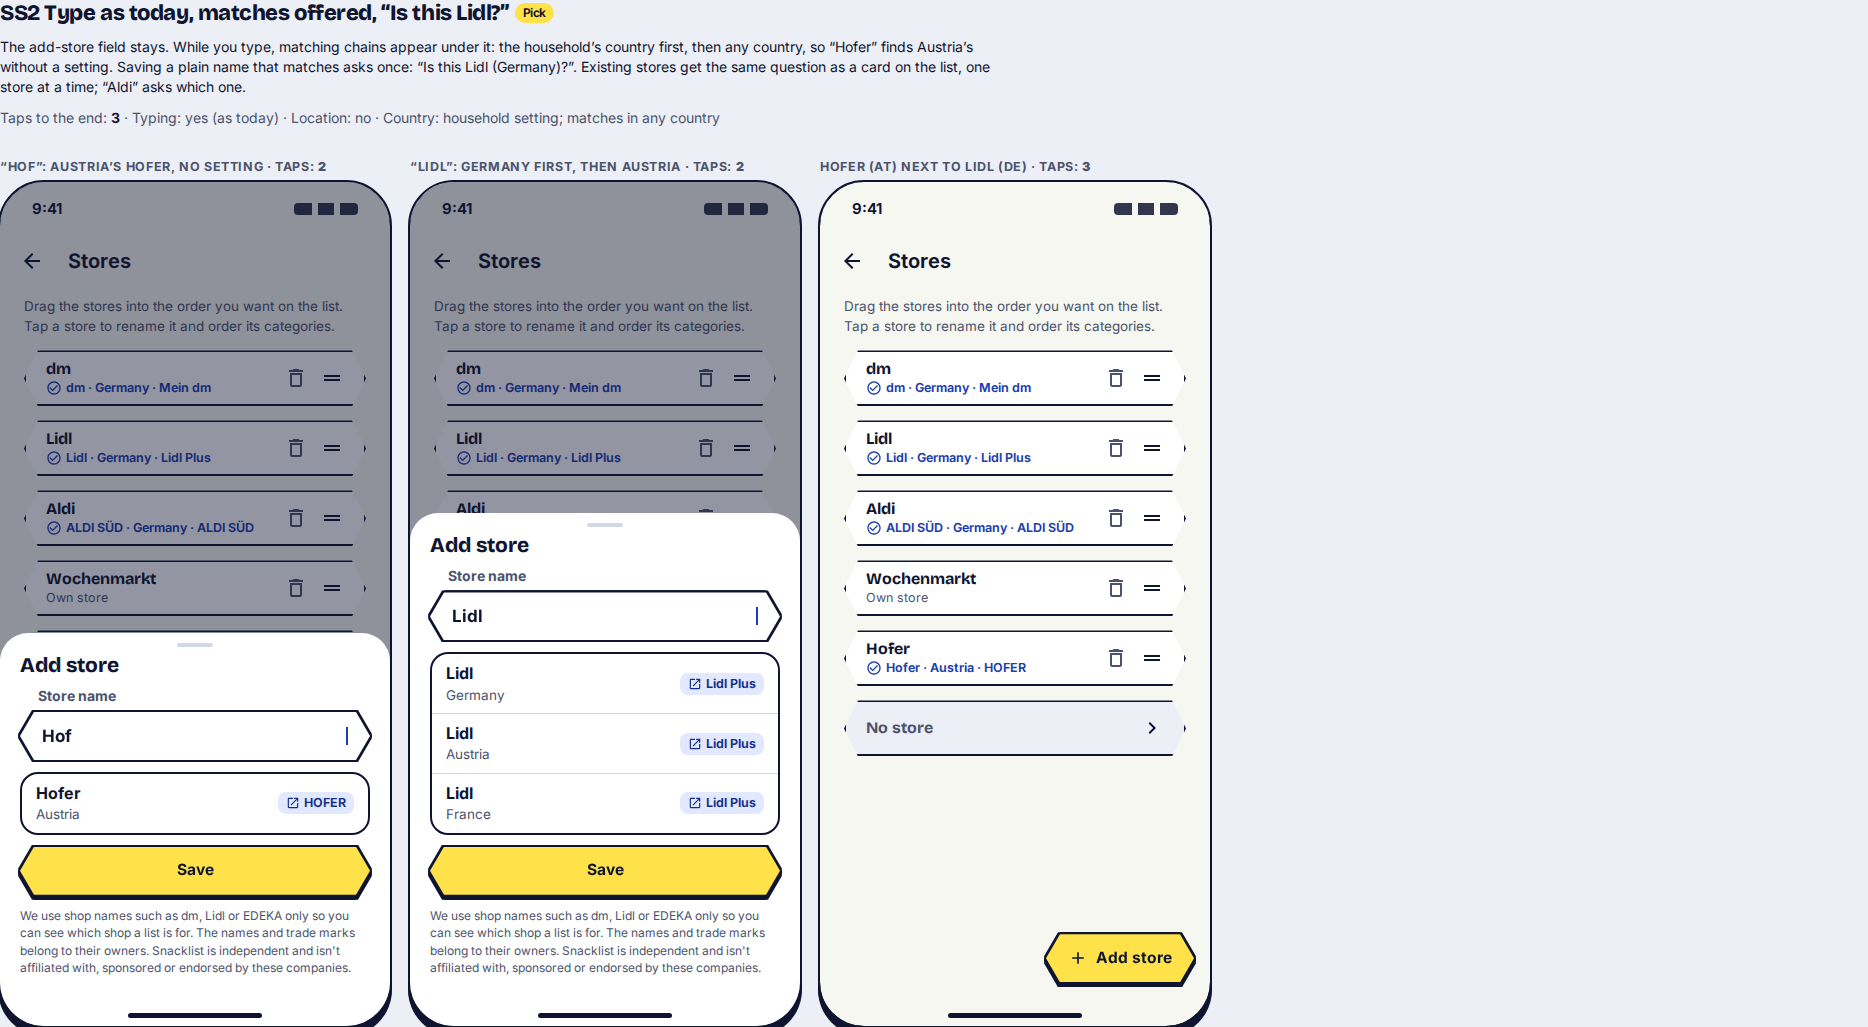 SS2 Type as today, matches offered, “Is this Lidl?” Pick
The add-store field stays. While you type, matching chains appear under it: the household’s country first, then any country, so “Hofer” finds Austria’s
without a setting. Saving a plain name that matches asks once: “Is this Lidl (Germany)?”. Existing stores get the same question as a card on the list, one
store at a time; “Aldi” asks which one.
Taps to the end: 3 · Typing: yes (as today) · Location: no · Country: household setting; matches in any country
“HOF”: AUSTRIA’S HOFER, NO SETTING · TAPS: 2
9:41
Stores
Drag the stores into the order you want on the list.
Tap a store to rename it and order its categories.
dm
dm · Germany · Mein dm
Lidl
Lidl · Germany · Lidl Plus
Aldi
ALDI SÜD · Germany · ALDI SÜD
Wochenmarkt
Own store
Add store
Store name
Hof
Hofer
Austria
HOFER
Save
We use shop names such as dm, Lidl or EDEKA only so you
can see which shop a list is for. The names and trade marks
belong to their owners. Snacklist is independent and isn't
affiliated with, sponsored or endorsed by these companies.
“LIDL”: GERMANY FIRST, THEN AUSTRIA · TAPS: 2
9:41
Stores
Drag the stores into the order you want on the list.
Tap a store to rename it and order its categories.
dm
dm · Germany · Mein dm
Lidl
Lidl · Germany · Lidl Plus
Aldi
Add store
Store name
Lidl
Lidl
Germany
Lidl Plus
Lidl
Austria
Lidl Plus
Lidl
France
Lidl Plus
Save
We use shop names such as dm, Lidl or EDEKA only so you
can see which shop a list is for. The names and trade marks
belong to their owners. Snacklist is independent and isn't
affiliated with, sponsored or endorsed by these companies.
HOFER (AT) NEXT TO LIDL (DE) · TAPS: 3
9:41
Stores
Drag the stores into the order you want on the list.
Tap a store to rename it and order its categories.
dm
dm · Germany · Mein dm
Lidl
Lidl · Germany · Lidl Plus
Aldi
ALDI SÜD · Germany · ALDI SÜD
Wochenmarkt
Own store
Hofer
Hofer · Austria · HOFER
No store
Add store